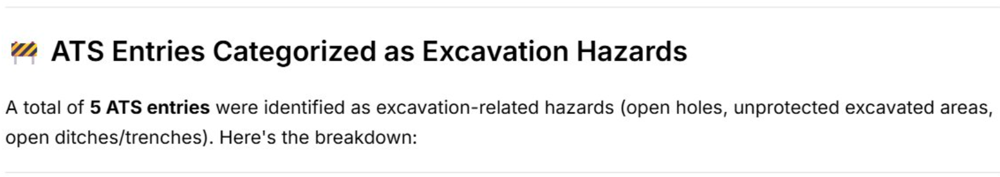 🚧 ATS Entries Categorized as Excavation Hazards
A total of 5 ATS entries were identified as excavation-related hazards (open holes, unprotected excavated areas,
open ditches/trenches). Here's the breakdown: